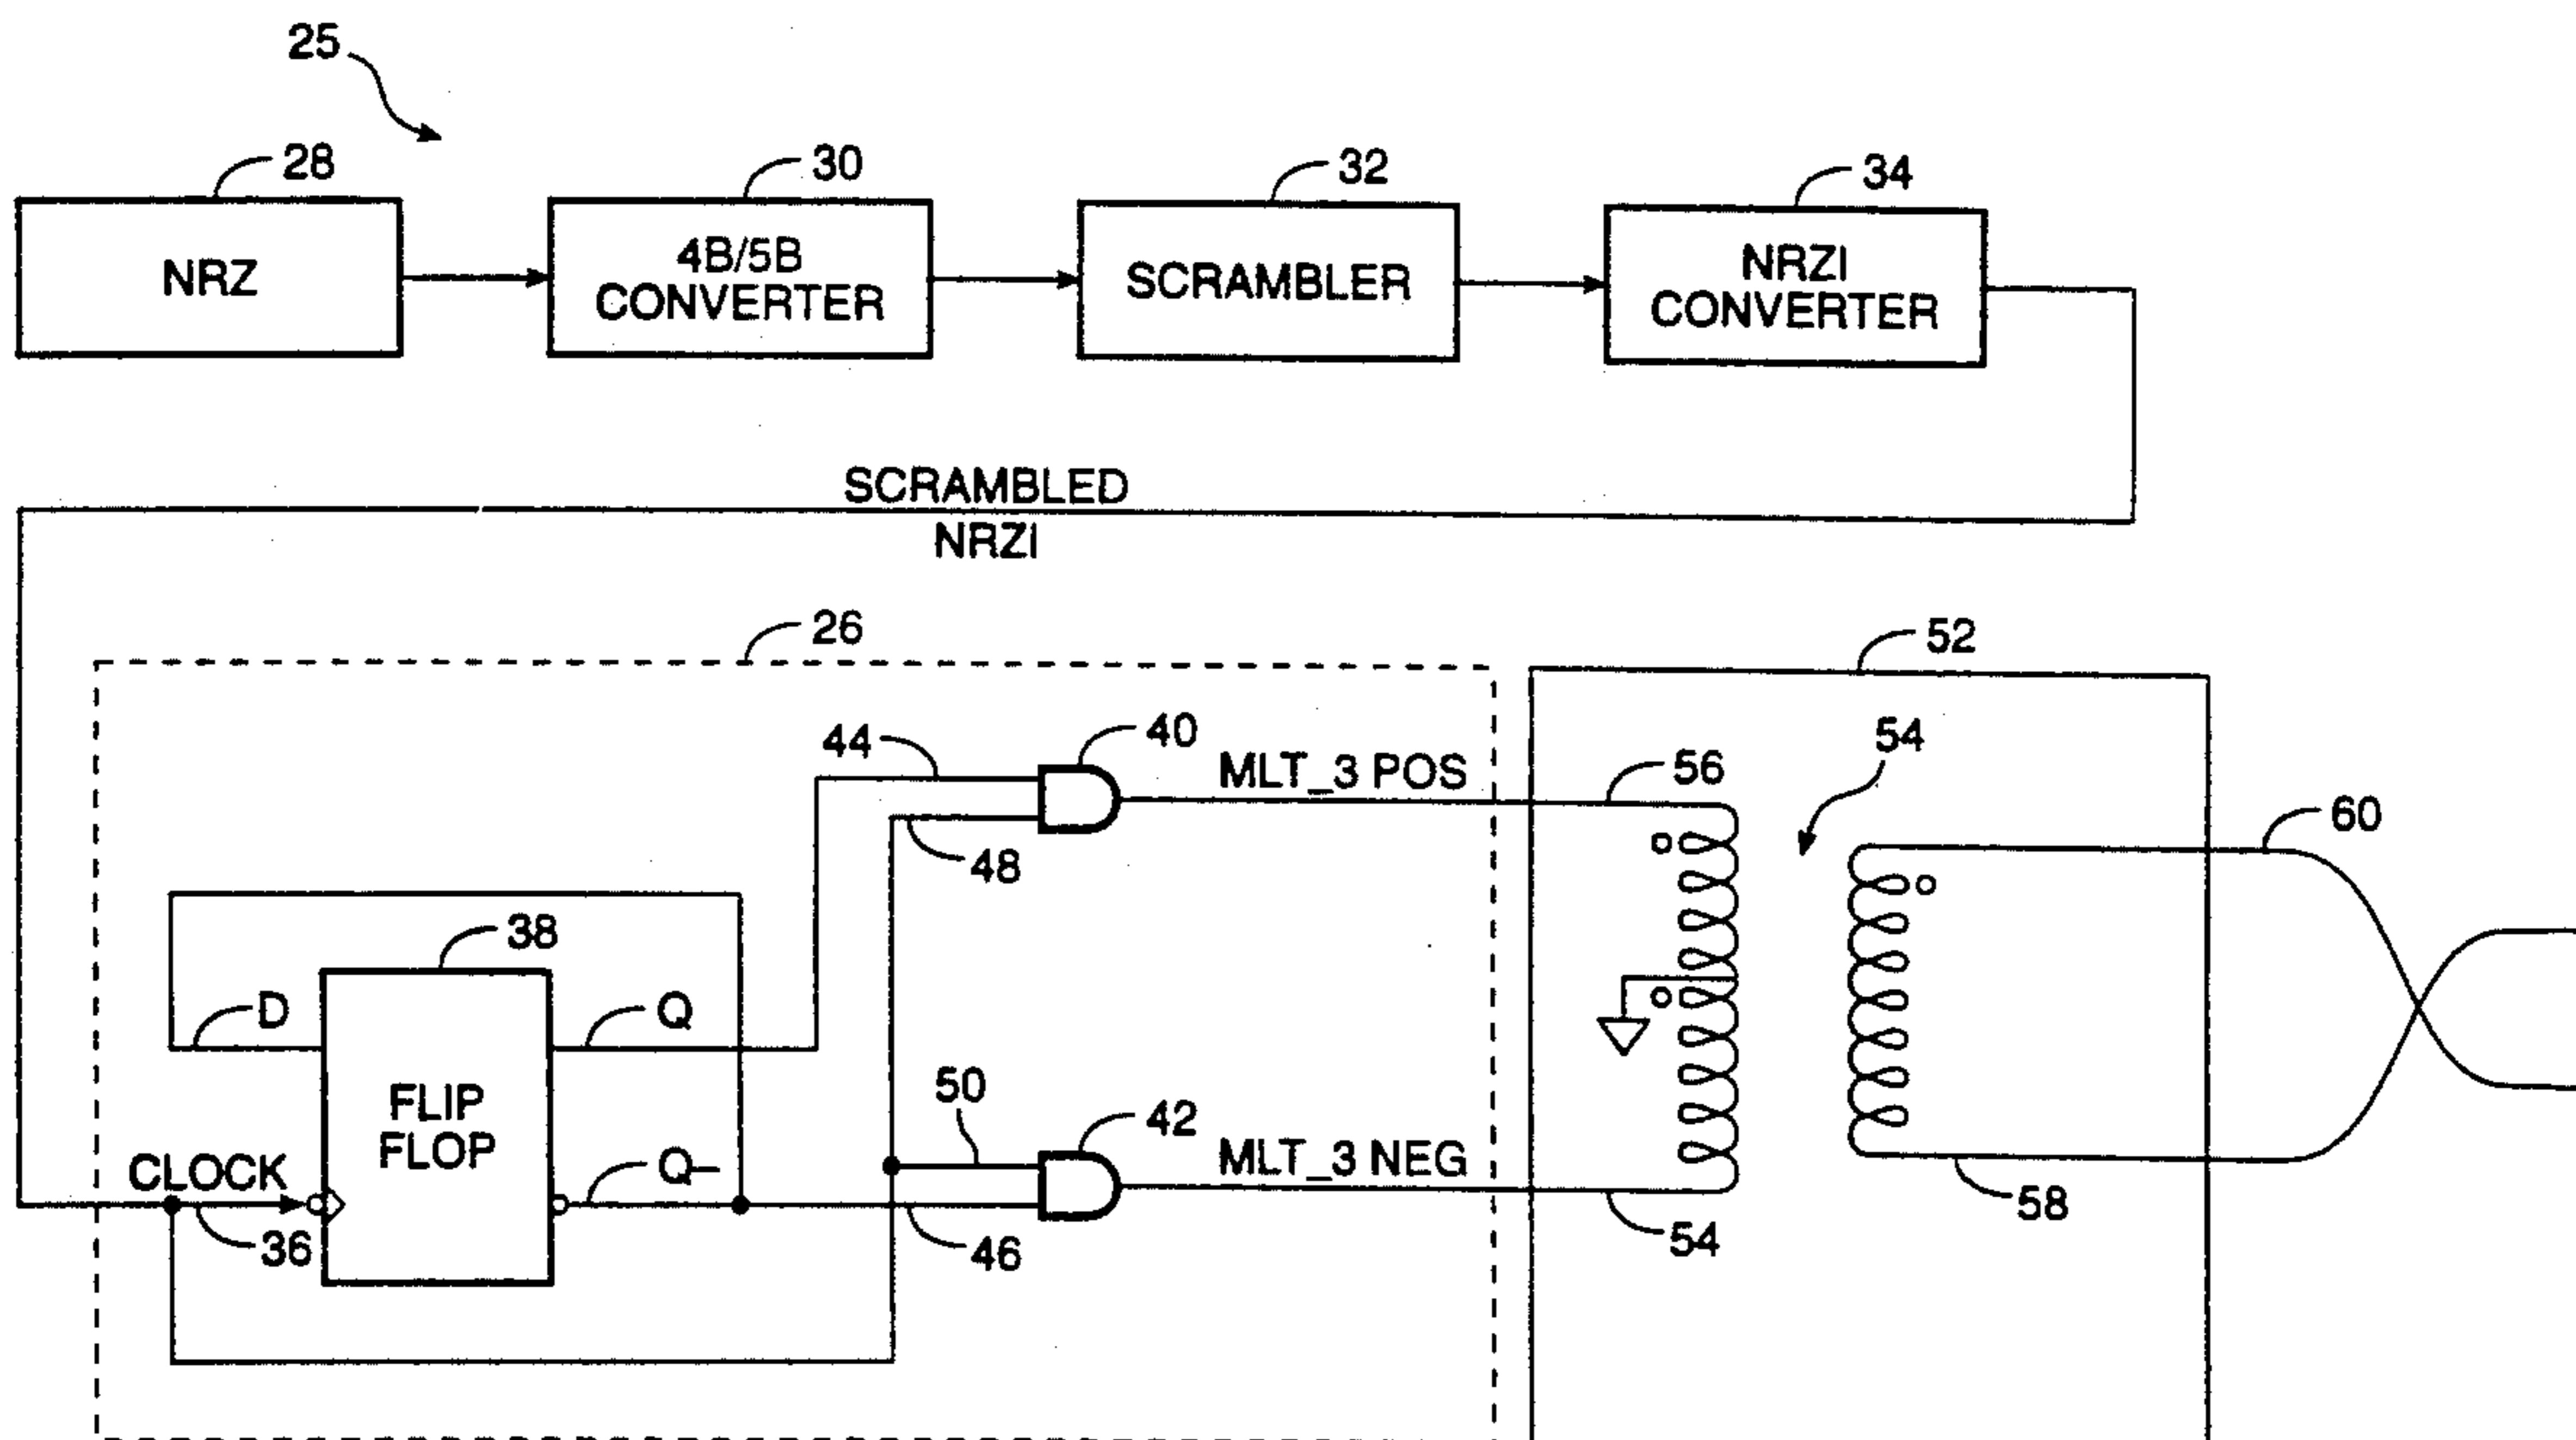 25
28
30
32
34
NRZ
4B/5B
CONVERTER
SCRAMBLER
NRZI
CONVERTER
SCRAMBLED
NRZI
26
52
44
40
MLT_3 POS
56
54
60
48
38
D
Q
FLIP
FLOP
50
42
MLT_3 NEG
CLOCK
Q–
36
46
54
58